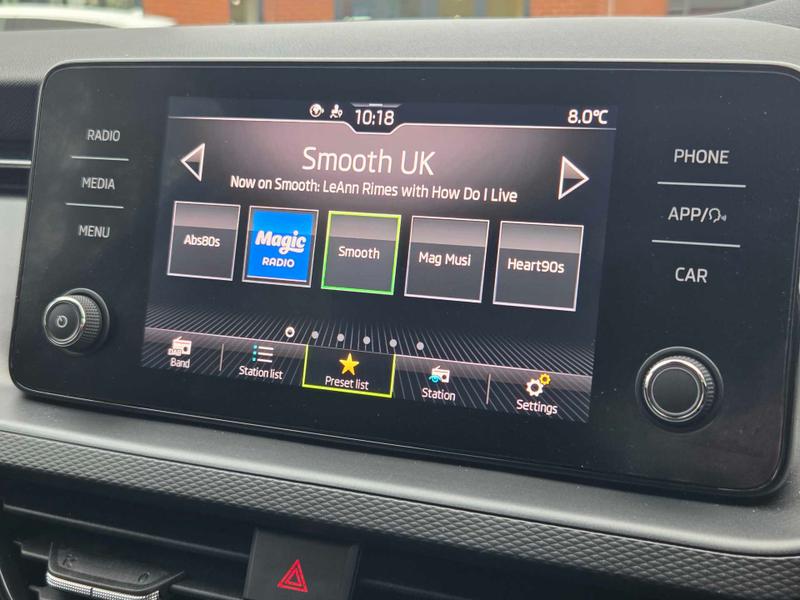 10:18
8.0°C
RADIO
MEDIA
MENU
Smooth UK
Now on Smooth: LeAnn Rimes with How Do I Live
Abs80s
Magic
RADIO
Smooth
Mag Musi
Heart90s
DAB
Band
Station list
Preset list
Station
Settings
PHONE
APP/
CAR